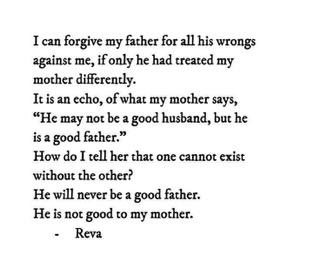 I can forgive my father for all his wrongs
against me, if only he had treated my
mother differently.
It is an echo, of what my mother says,
“He may not be a good husband, but he
is a good father.”
How do I tell her that one cannot exist
without the other?
He will never be a good father.
He is not good to my mother.
- Reva